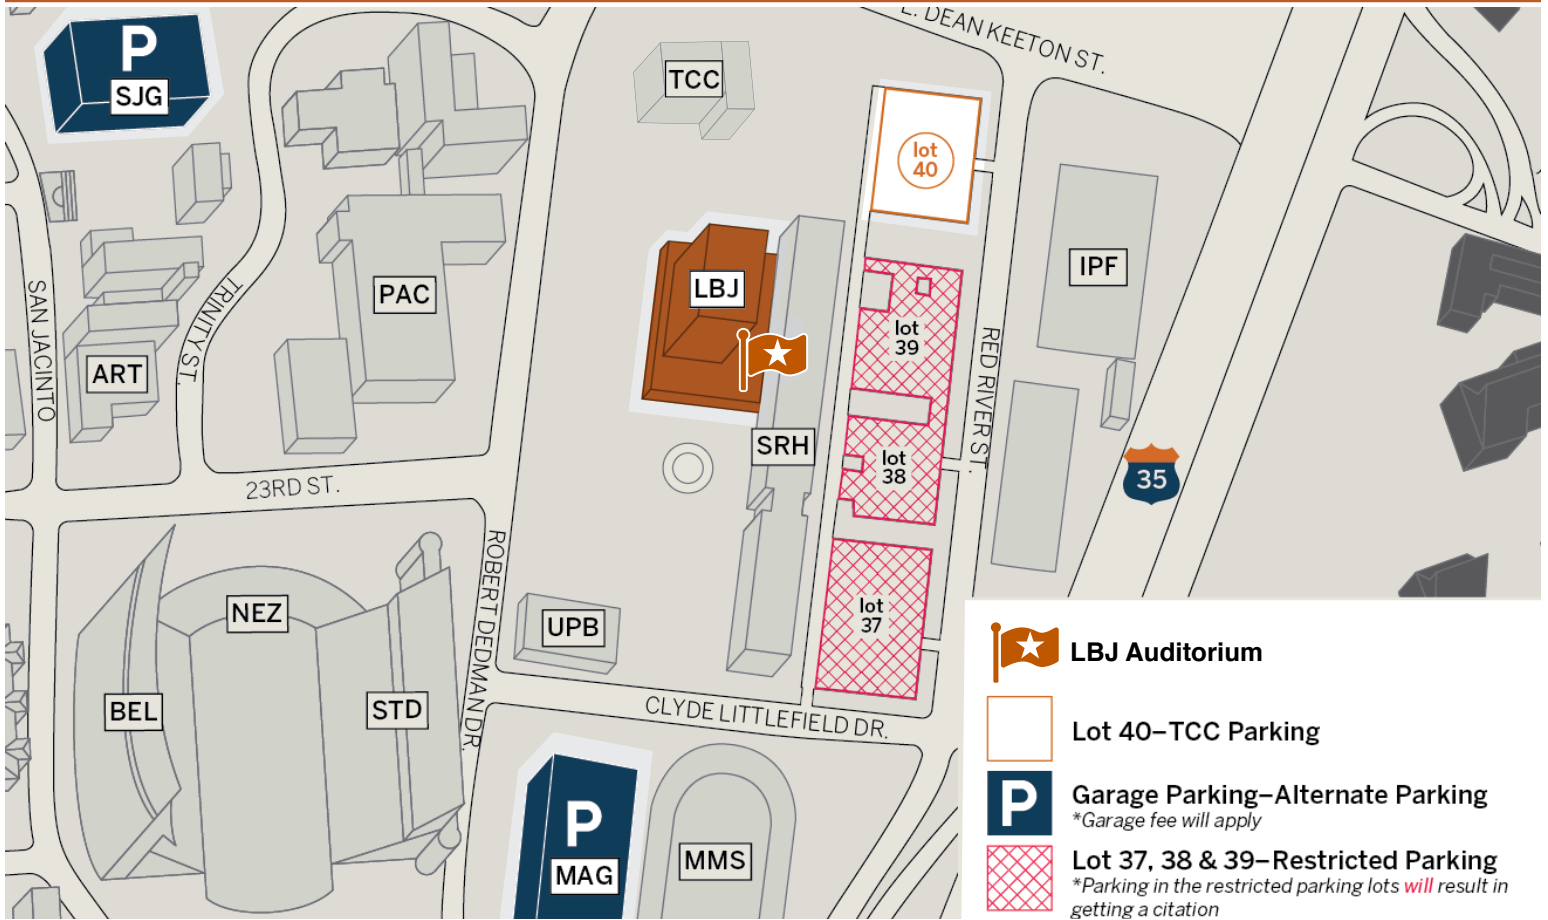 E. DEAN KEETON ST.
P
SJG
TCC
lot
40
IPF
LBJ
PAC
SAN JACINTO
TRINITY ST.
lot
39
RED RIVER ST.
ART
SRH
lot
38
35
23RD ST.
ROBERT DEDMAN DR.
NEZ
UPB
lot
37
BEL
STD
CLYDE LITTLEFIELD DR.
P
MAG
MMS
LBJ Auditorium
Lot 40–TCC Parking
P
Garage Parking–Alternate Parking
*Garage fee will apply
Lot 37, 38 & 39–Restricted Parking
*Parking in the restricted parking lots will result in
getting a citation